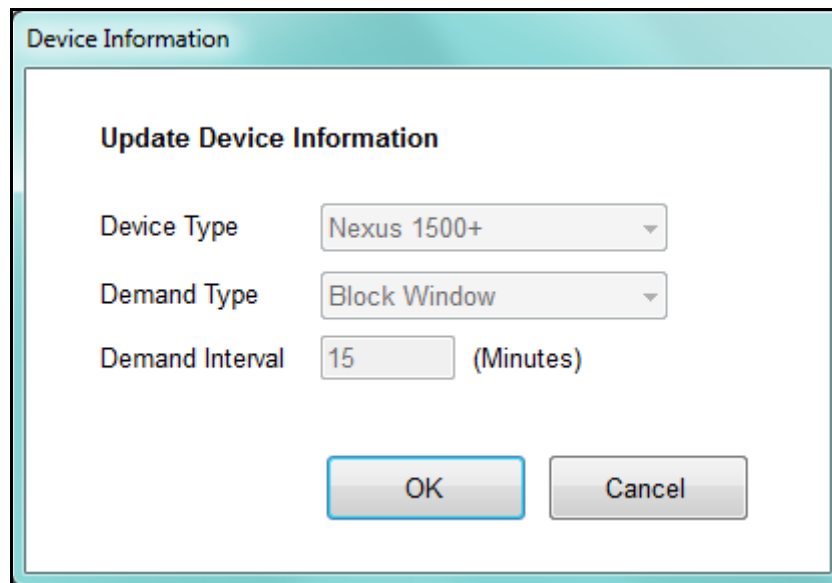 Device Information
Update Device Information
Device Type Nexus 1500+
Demand Type Block Window
Demand Interval 15 (Minutes)
OK Cancel